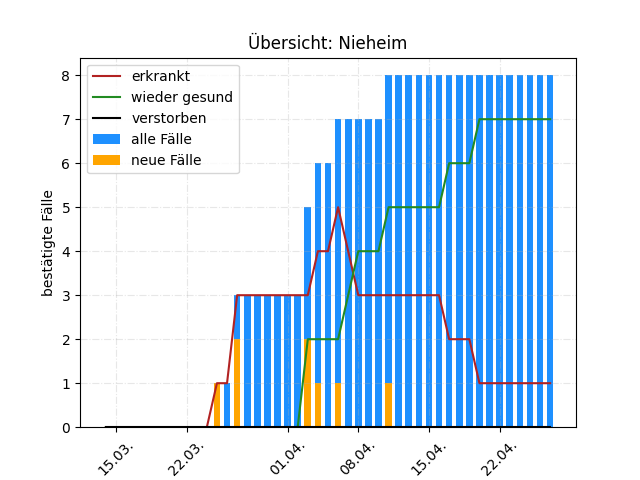 Übersicht: Nieheim
erkrankt
wieder gesund
verstorben
alle Fälle
neue Fälle
bestätigte Fälle
8
7
6
5
4
3
2
1
0
15.03.
22.03.
01.04.
08.04.
15.04.
22.04.